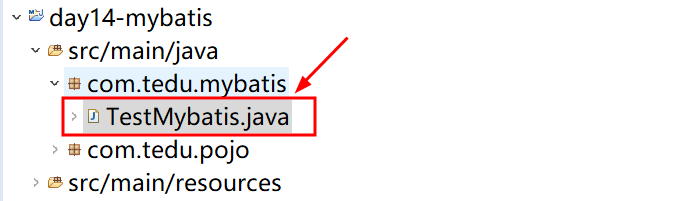 day14-mybatis
src/main/java
com.tedu.mybatis
TestMybatis.java
com.tedu.pojo
src/main/resources